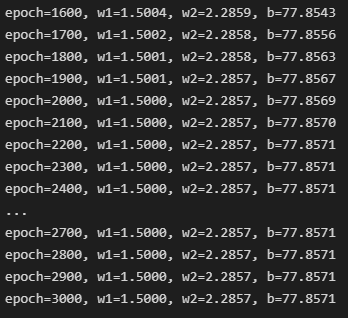 epoch=1600, w1=1.5004, w2=2.2859, b=77.8543
epoch=1700, w1=1.5002, w2=2.2858, b=77.8556
epoch=1800, w1=1.5001, w2=2.2858, b=77.8563
epoch=1900, w1=1.5001, w2=2.2857, b=77.8567
epoch=2000, w1=1.5000, w2=2.2857, b=77.8569
epoch=2100, w1=1.5000, w2=2.2857, b=77.8570
epoch=2200, w1=1.5000, w2=2.2857, b=77.8571
epoch=2300, w1=1.5000, w2=2.2857, b=77.8571
epoch=2400, w1=1.5000, w2=2.2857, b=77.8571
...
epoch=2700, w1=1.5000, w2=2.2857, b=77.8571
epoch=2800, w1=1.5000, w2=2.2857, b=77.8571
epoch=2900, w1=1.5000, w2=2.2857, b=77.8571
epoch=3000, w1=1.5000, w2=2.2857, b=77.8571